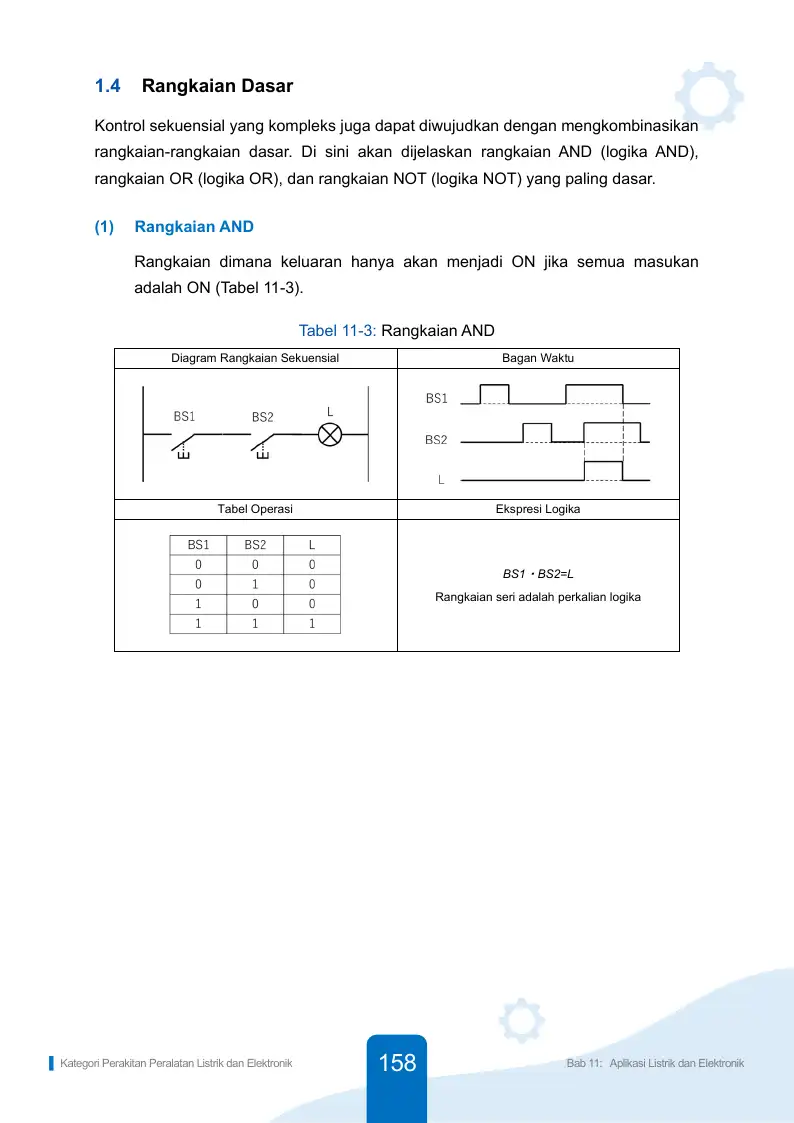 1.4 Rangkaian Dasar
Kontrol sekuensial yang kompleks juga dapat diwujudkan dengan mengkombinasikan
rangkaian-rangkaian dasar. Di sini akan dijelaskan rangkaian AND (logika AND),
rangkaian OR (logika OR), dan rangkaian NOT (logika NOT) yang paling dasar.
(1) Rangkaian AND
Rangkaian dimana keluaran hanya akan menjadi ON jika semua masukan
adalah ON (Tabel 11-3).
Tabel 11-3: Rangkaian AND
Diagram Rangkaian Sekuensial Bagan Waktu
BS1 BS2 L
BS1
BS2
L
Tabel Operasi Ekspresi Logika
BS1 BS2 L
0 0 0
0 1 0
1 0 0
1 1 1
BS1・BS2=L
Rangkaian seri adalah perkalian logika
Kategori Perakitan Peralatan Listrik dan Elektronik 158 Bab 11: Aplikasi Listrik dan Elektronik